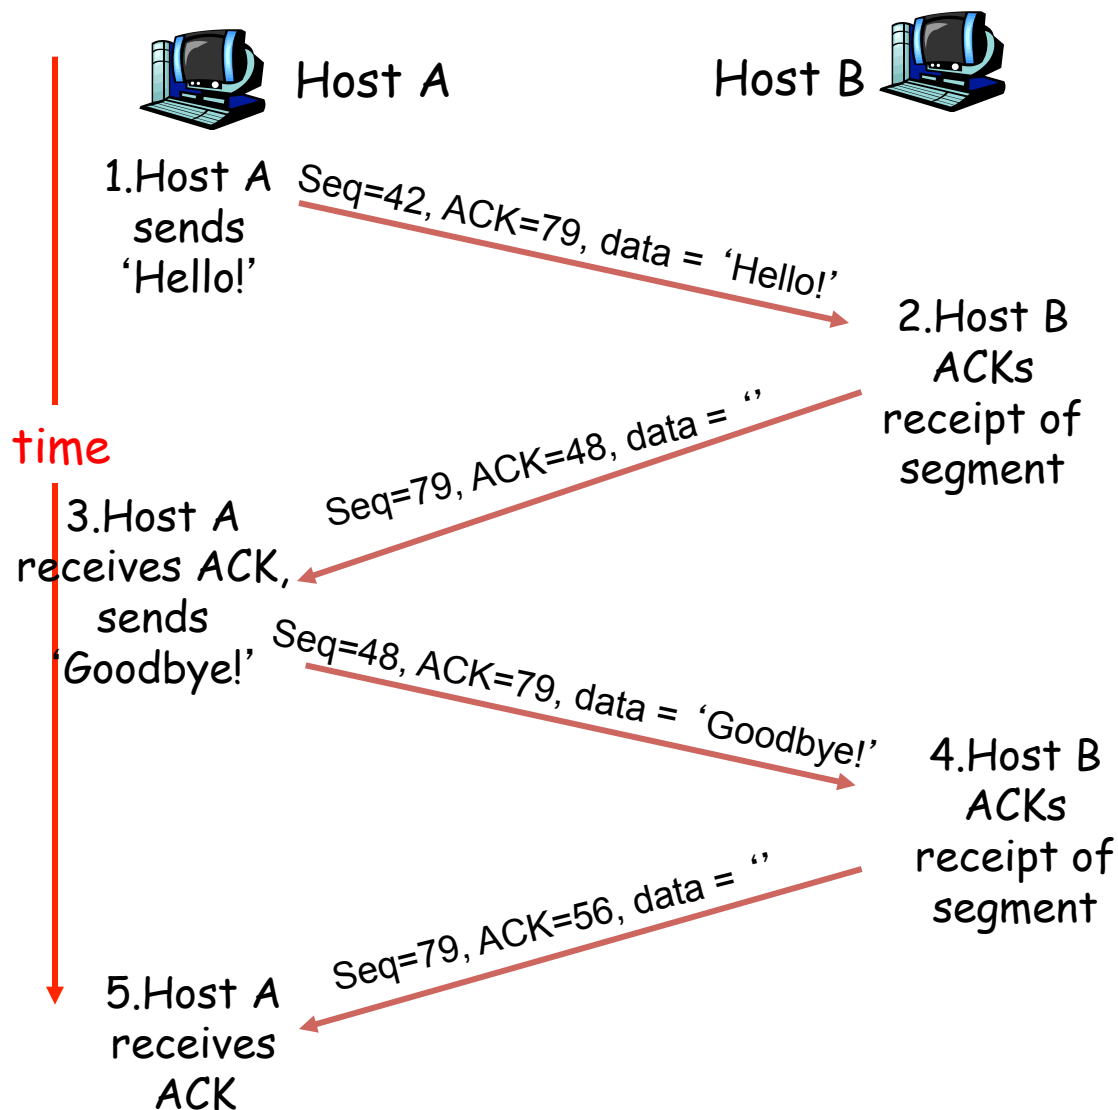 Host A
Host B
1.Host A
sends
‘Hello!’
Seq=42, ACK=79, data = ‘Hello!’
2.Host B
ACKs
receipt of
segment
Seq=79, ACK=48, data = ‘’
time
3.Host A
receives ACK,
sends
‘Goodbye!’
Seq=48, ACK=79, data = ‘Goodbye!’
4.Host B
ACKs
receipt of
segment
Seq=79, ACK=56, data = ‘’
5.Host A
receives
ACK